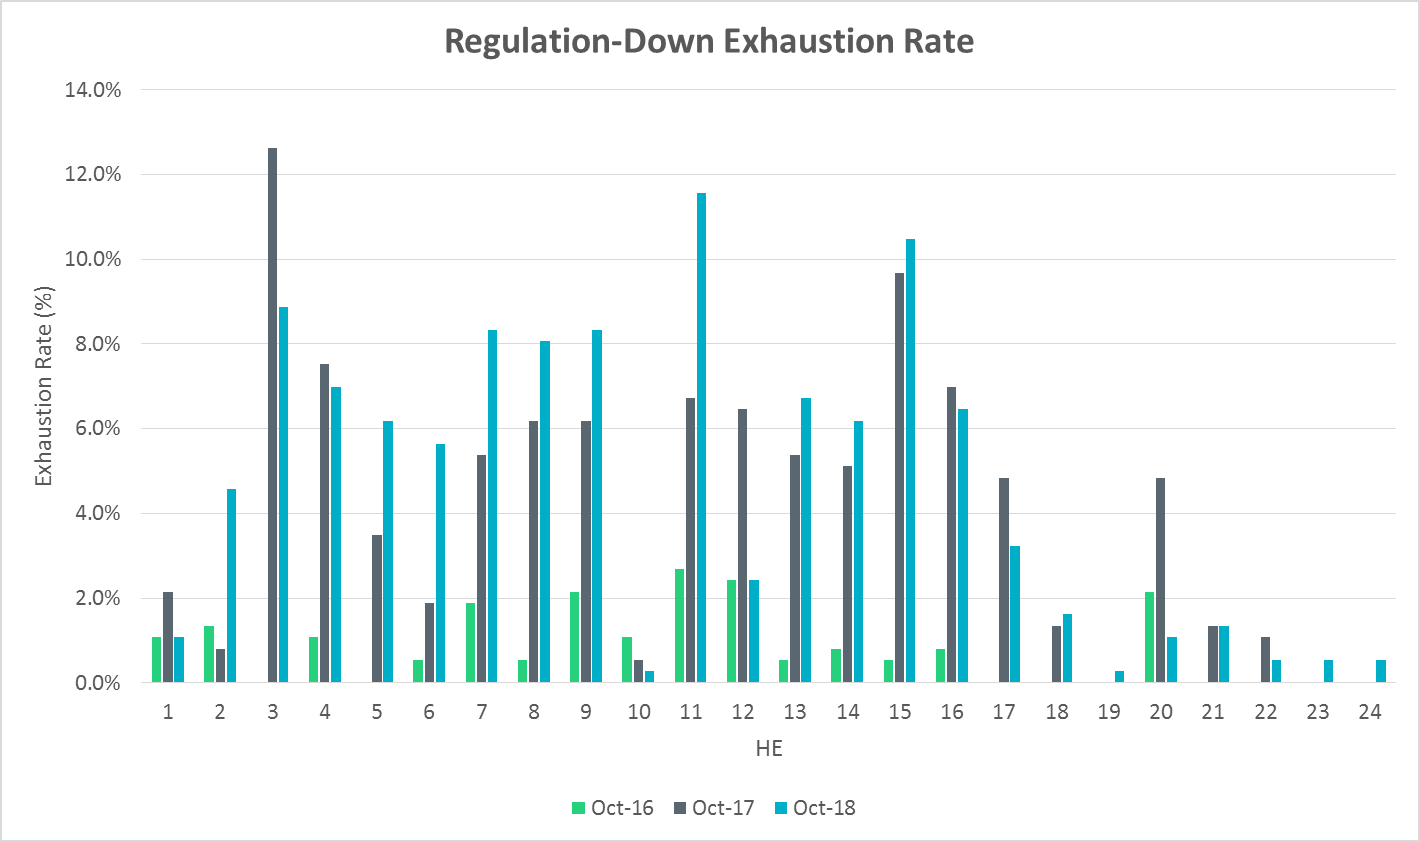 Regulation-Down Exhaustion Rate
14.0%
12.0%
10.0%
8.0%
6.0%
4.0%
2.0%
0.0%
Exhaustion Rate (%)
1 2 3 4 5 6 7 8 9 10 11 12 13 14 15 16 17 18 19 20 21 22 23 24
HE
Oct-16 Oct-17 Oct-18